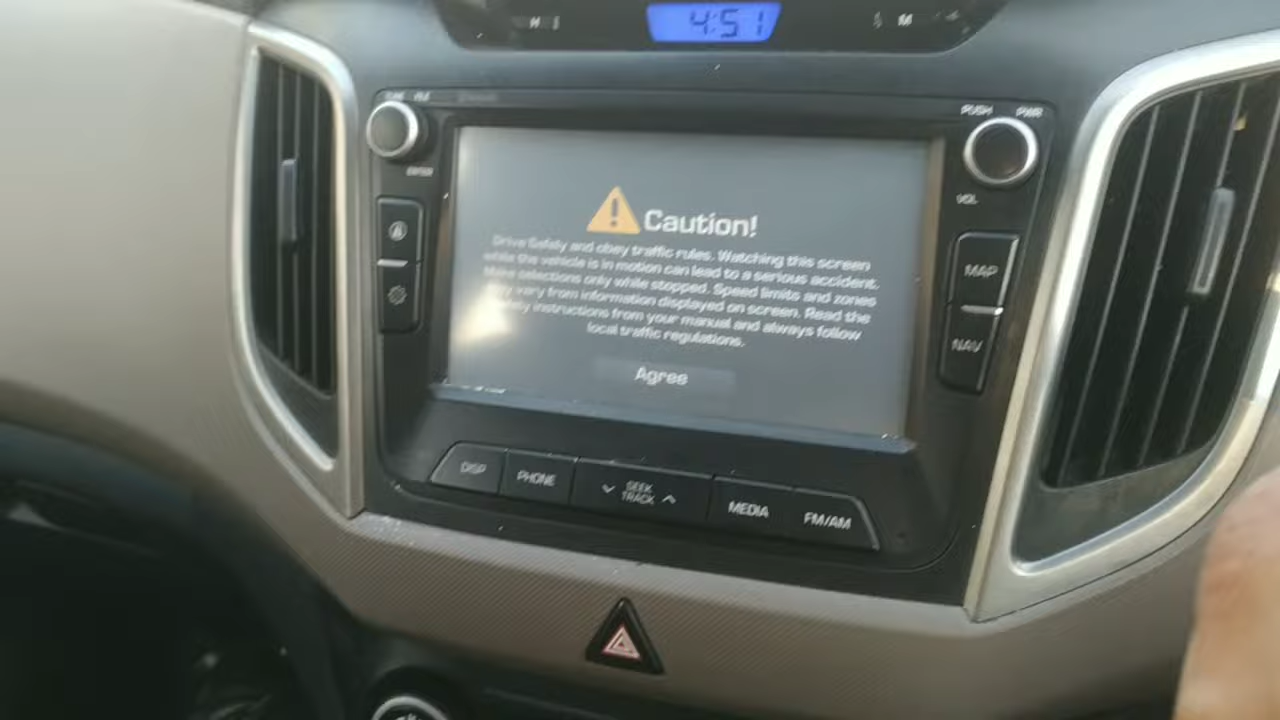 H
4:51
M
TUNE FILE
PUSH PWR
ENTER
VOL
Caution!
Drive Safely and obey traffic rules. Watching this screen
while the vehicle is in motion can lead to a serious accident.
Make selections only while stopped. Speed limits and zones
may vary from information displayed on screen. Read the
instructions from your manual and always follow
local traffic regulations.
Agree
MAP
NAV
DISP
PHONE
SEEK
TRACK
MEDIA
FM/AM